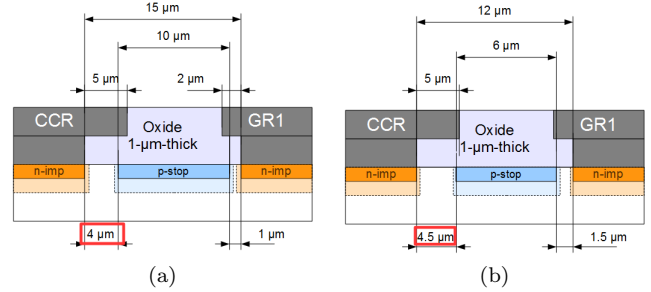 15 µm
10 µm
5 µm
2 µm
CCR
Oxide
1-µm-thick
GR1
n-imp
p-stop
n-imp
4 µm
1 µm
(a)
12 µm
6 µm
5 µm
CCR
Oxide
1-µm-thick
GR1
n-imp
p-stop
n-imp
4.5 µm
1.5 µm
(b)